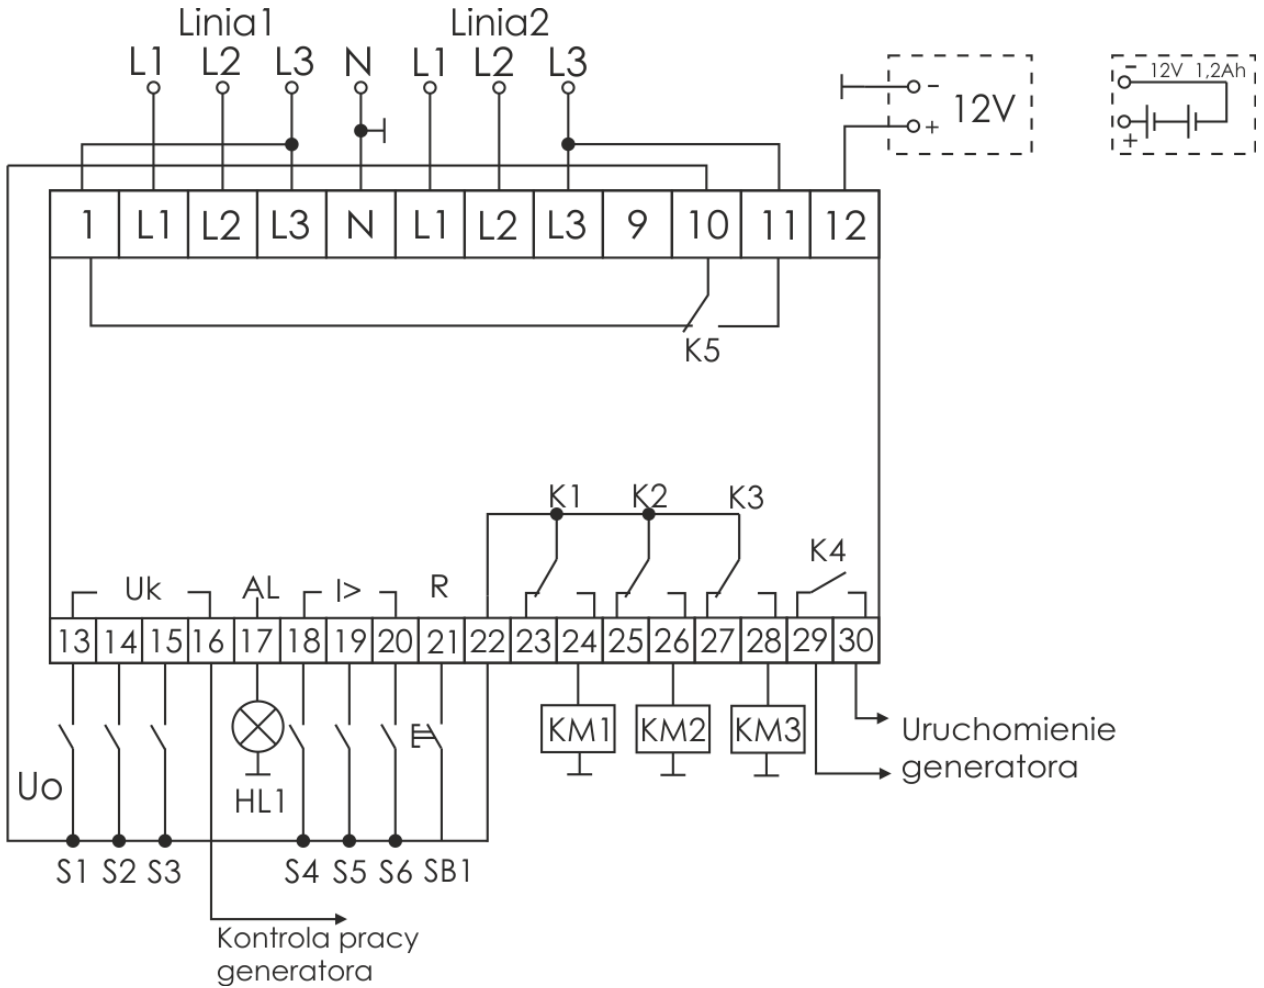 Linia1 Linia2
L1 L2 L3 N L1 L2 L3
- 12V +
- 12V 1,2Ah +
1 L1 L2 L3 N L1 L2 L3 9 10 11 12
K5
K1 K2 K3
K4
Uk AL I> R
13 14 15 16 17 18 19 20 21 22 23 24 25 26 27 28 29 30
KM1 KM2 KM3
Uruchomienie
generatora
Uo
HL1
S1 S2 S3 S4 S5 S6 SB1
Kontrola pracy
generatora